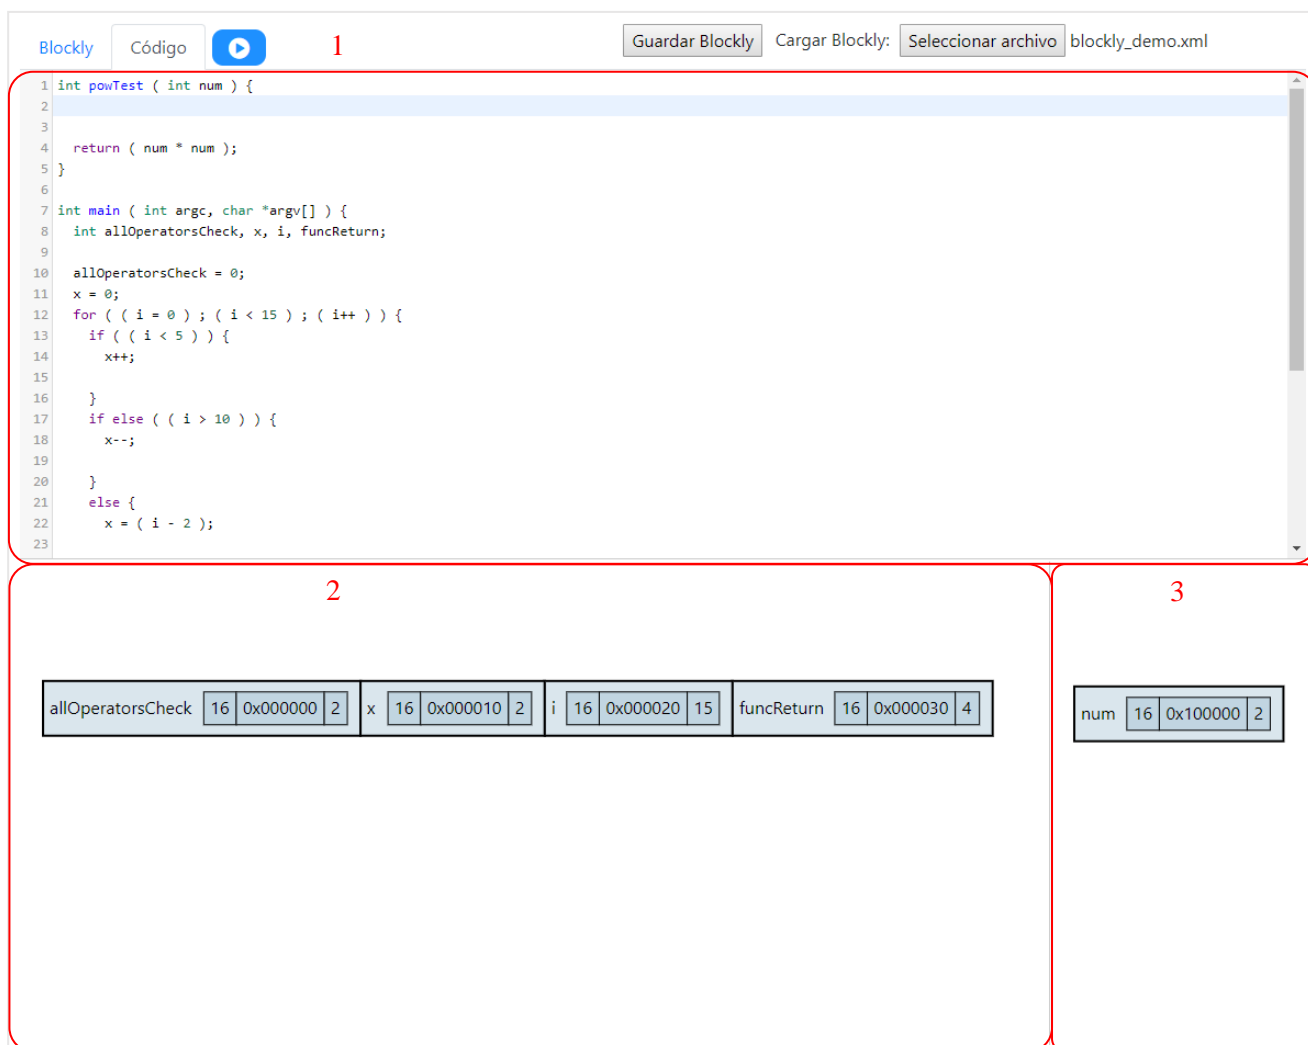 Blockly Código 1 Guardar Blockly Cargar Blockly: Seleccionar archivo blockly_demo.xml
1 int powTest ( int num ) {
2
3
4 return ( num * num );
5 }
6
7 int main ( int argc, char *argv[] ) {
8 int allOperatorsCheck, x, i, funcReturn;
9
10 allOperatorsCheck = 0;
11 x = 0;
12 for ( ( i = 0 ) ; ( i < 15 ) ; ( i++ ) ) {
13 if ( ( i < 5 ) ) {
14 x++;
15
16 }
17 if else ( ( i > 10 ) ) {
18 x--;
19
20 }
21 else {
22 x = ( i - 2 );
23
2 3
allOperatorsCheck 16 0x000000 2 x 16 0x000010 2 i 16 0x000020 15 funcReturn 16 0x000030 4
num 16 0x100000 2